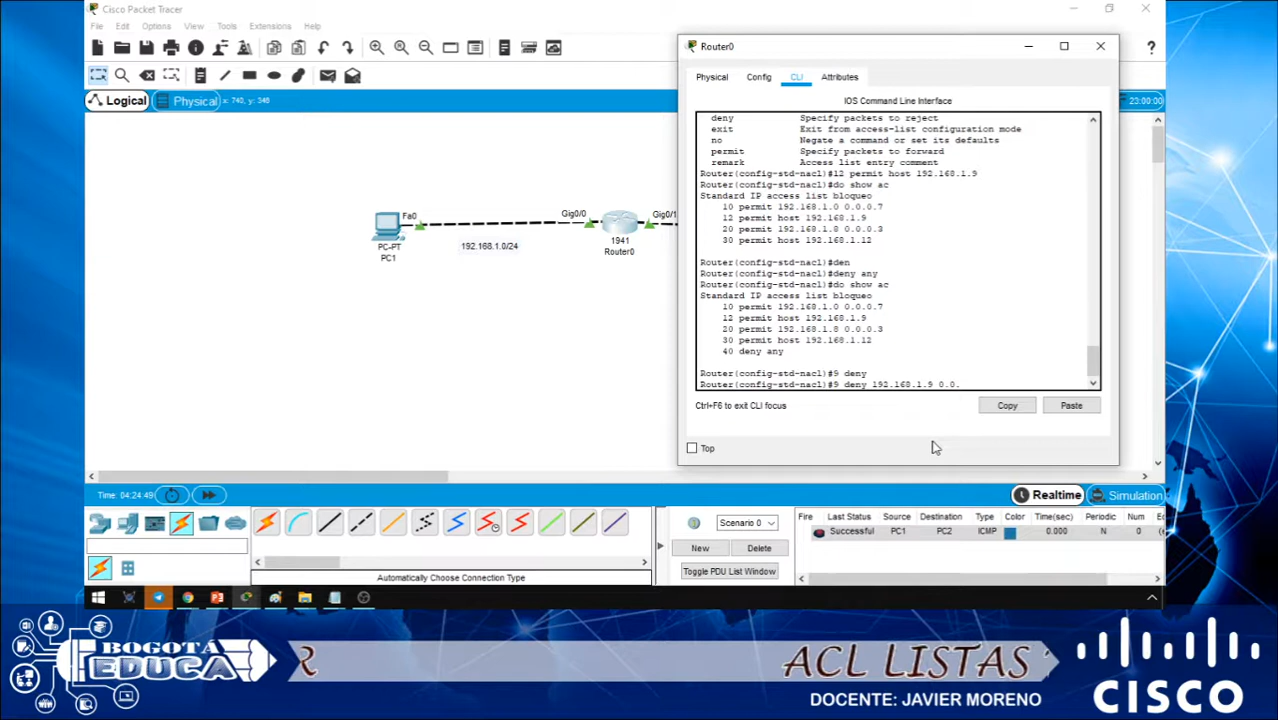 Cisco Packet Tracer
File Edit Options View Tools Extensions Help
?
Logical Physical x: 740, y: 348
23:00:00
Fa0
PC-PT
PC1
192.168.1.0/24
Gig0/0
Gig0/1
1941
Router0
Router0
Physical Config CLI Attributes
IOS Command Line Interface
deny Specify packets to reject
exit Exit from access-list configuration mode
no Negate a command or set its defaults
permit Specify packets to forward
remark Access list entry comment
Router(config-std-nacl)#12 permit host 192.168.1.9
Router(config-std-nacl)#do show ac
Standard IP access list bloqueo
10 permit 192.168.1.0 0.0.0.7
12 permit host 192.168.1.9
20 permit 192.168.1.8 0.0.0.3
30 permit host 192.168.1.12
Router(config-std-nacl)#den
Router(config-std-nacl)#deny any
Router(config-std-nacl)#do show ac
Standard IP access list bloqueo
10 permit 192.168.1.0 0.0.0.7
12 permit host 192.168.1.9
20 permit 192.168.1.8 0.0.0.3
30 permit host 192.168.1.12
40 deny any
Router(config-std-nacl)#9 deny
Router(config-std-nacl)#9 deny 192.168.1.9 0.0.
Ctrl+F6 to exit CLI focus
Copy Paste
Top
Time: 04:24:49
Realtime Simulation
Automatically Choose Connection Type
Scenario 0
New Delete
Toggle PDU List Window
Fire Last Status Source Destination Type Color Time(sec) Periodic Num
Successful PC1 PC2 ICMP 0.000 N 0
BOGOTÁ
EDUCA
R ACL LISTAS
DOCENTE: JAVIER MORENO
CISCO